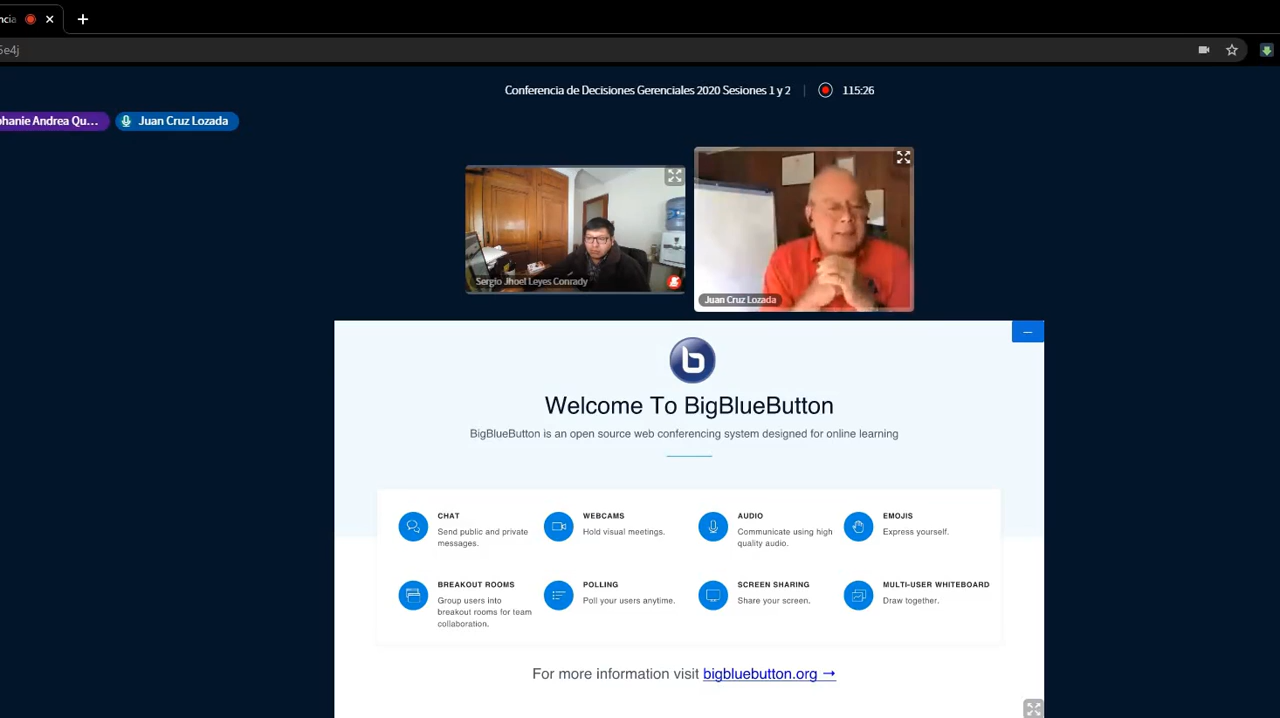 5e4j
Conferencia de Decisiones Gerenciales 2020 Sesiones 1 y 2 | 115:26
phanie Andrea Qu... Juan Cruz Lozada
Sergio Jhoel Leyes Conrady
Juan Cruz Lozada
Welcome To BigBlueButton
BigBlueButton is an open source web conferencing system designed for online learning
CHAT
Send public and private
messages.
WEBCAMS
Hold visual meetings.
AUDIO
Communicate using high
quality audio.
EMOJIS
Express yourself.
BREAKOUT ROOMS
Group users into
breakout rooms for team
collaboration.
POLLING
Poll your users anytime.
SCREEN SHARING
Share your screen.
MULTI-USER WHITEBOARD
Draw together.
For more information visit bigbluebutton.org →